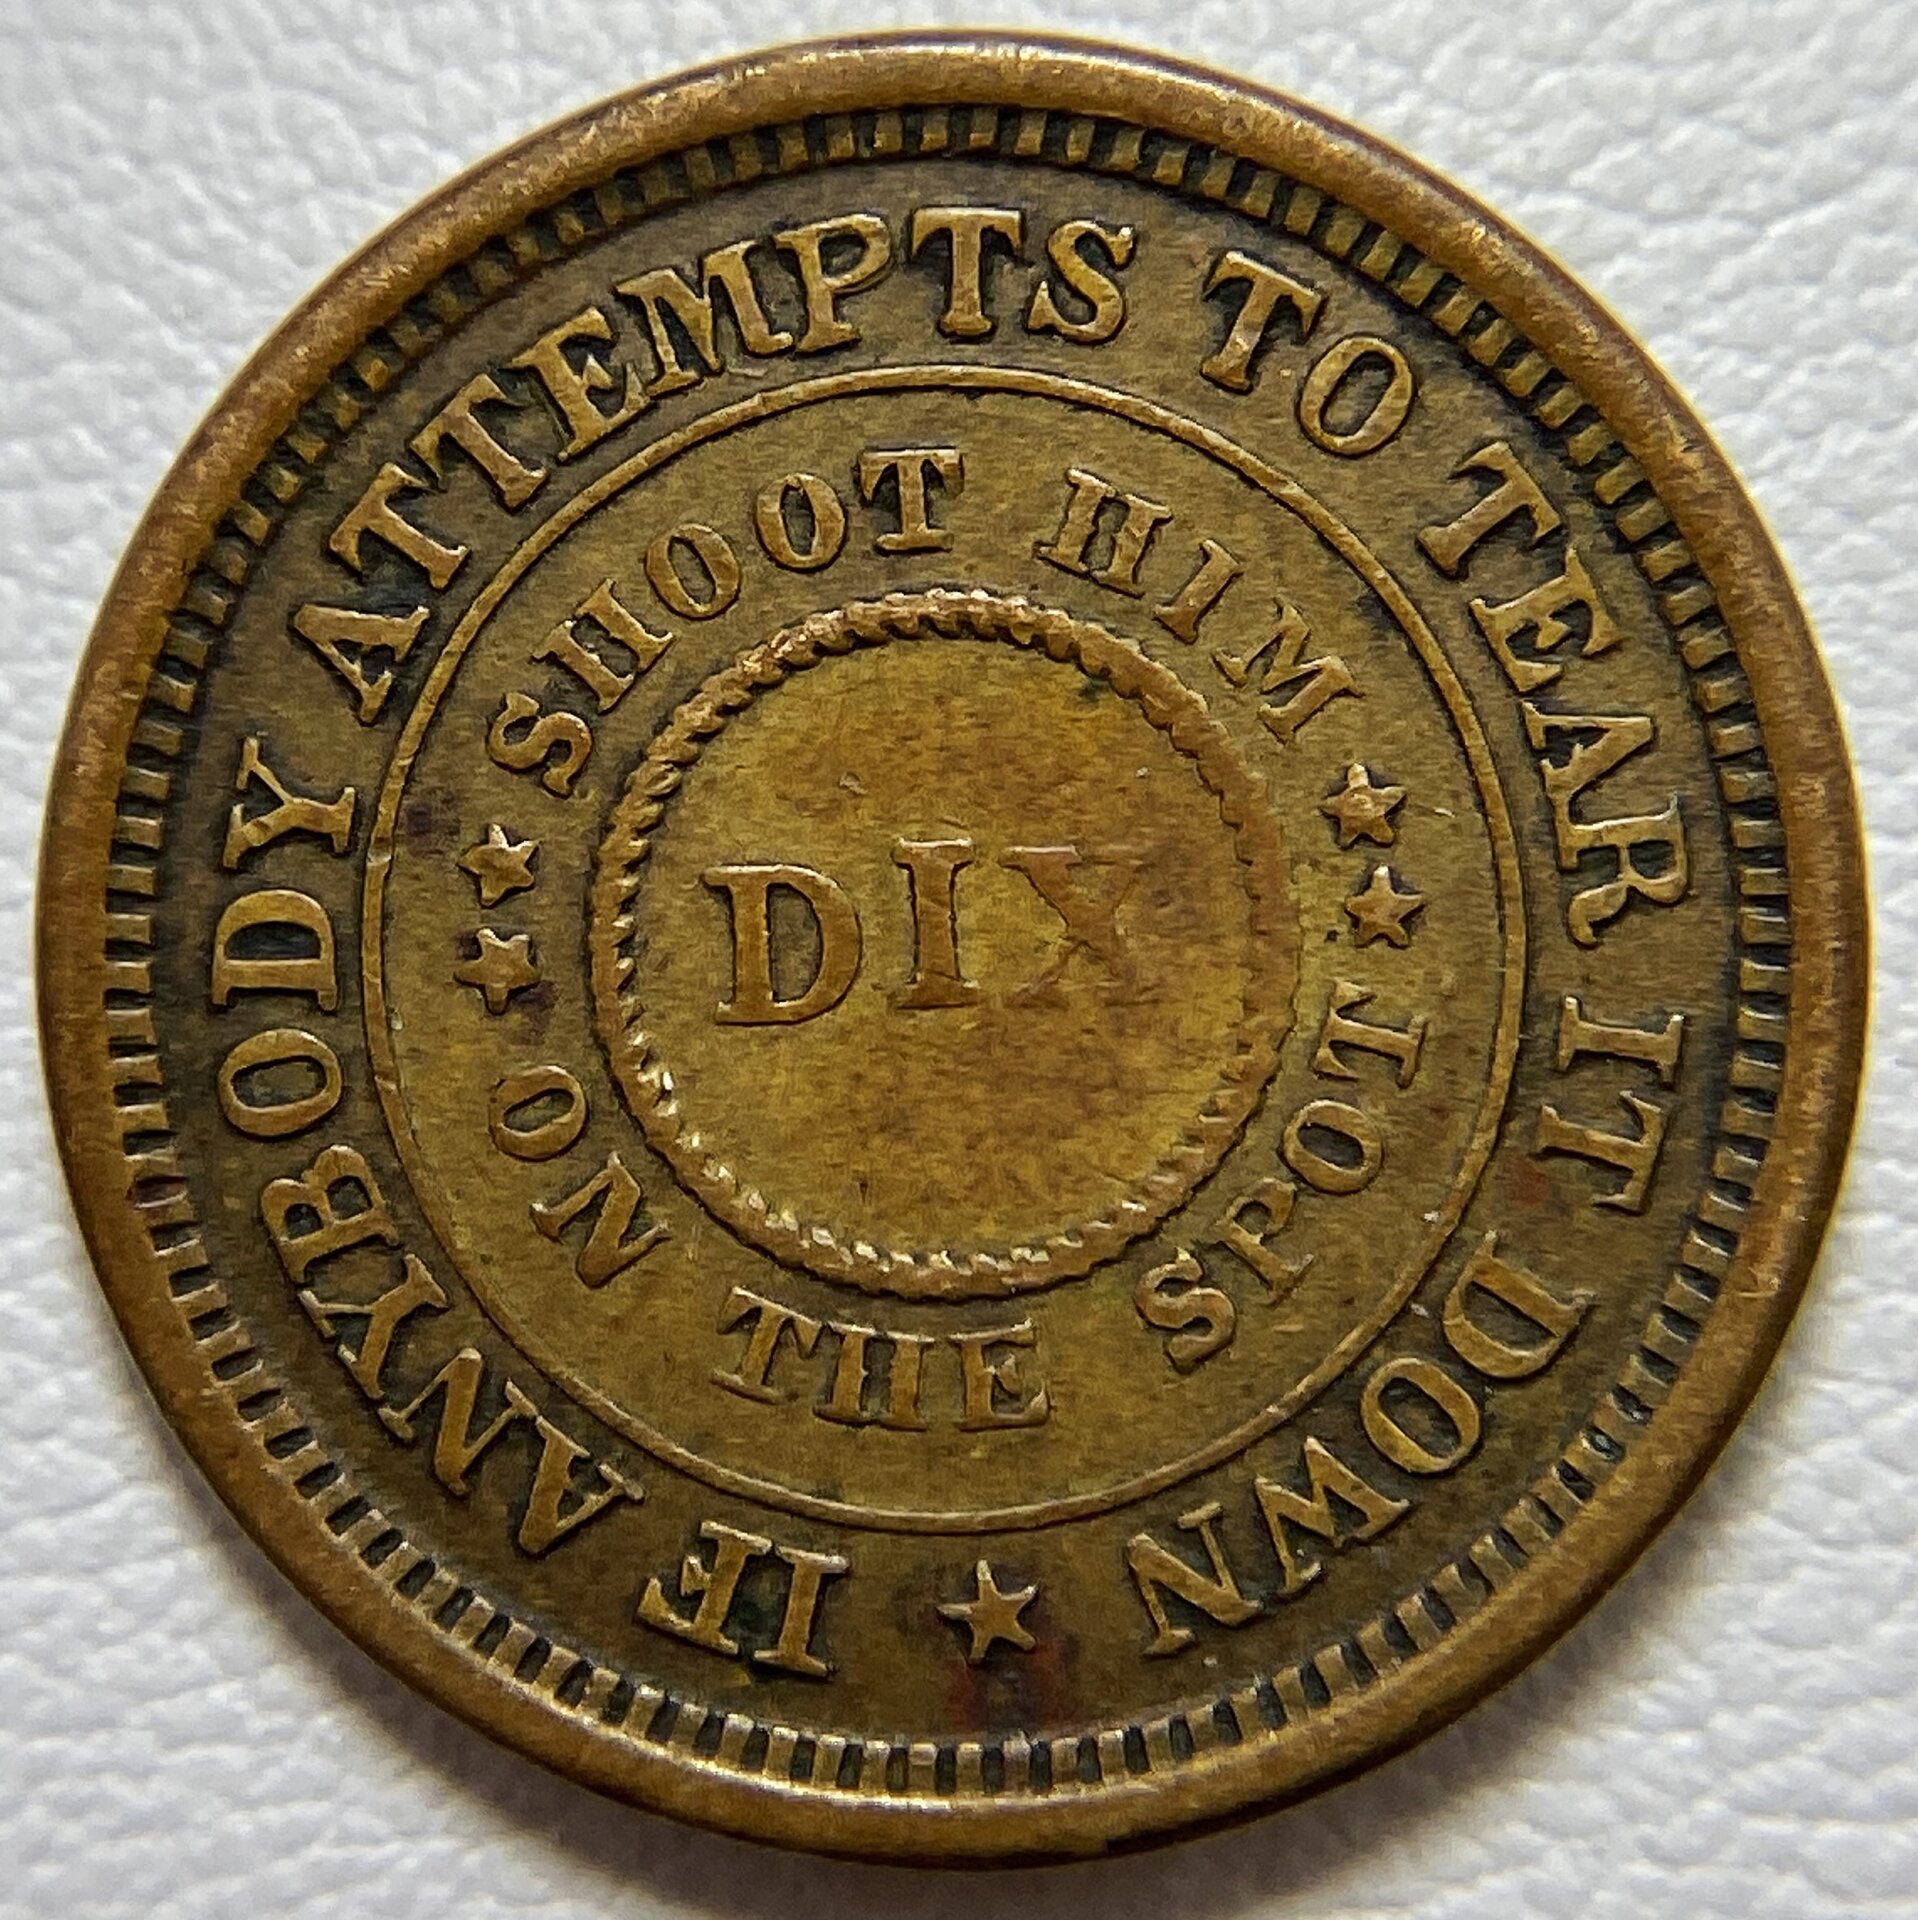 IF ANYBODY ATTEMPTS TO TEAR IT DOWN
SHOOT HIM
ON THE SPOT
DIX